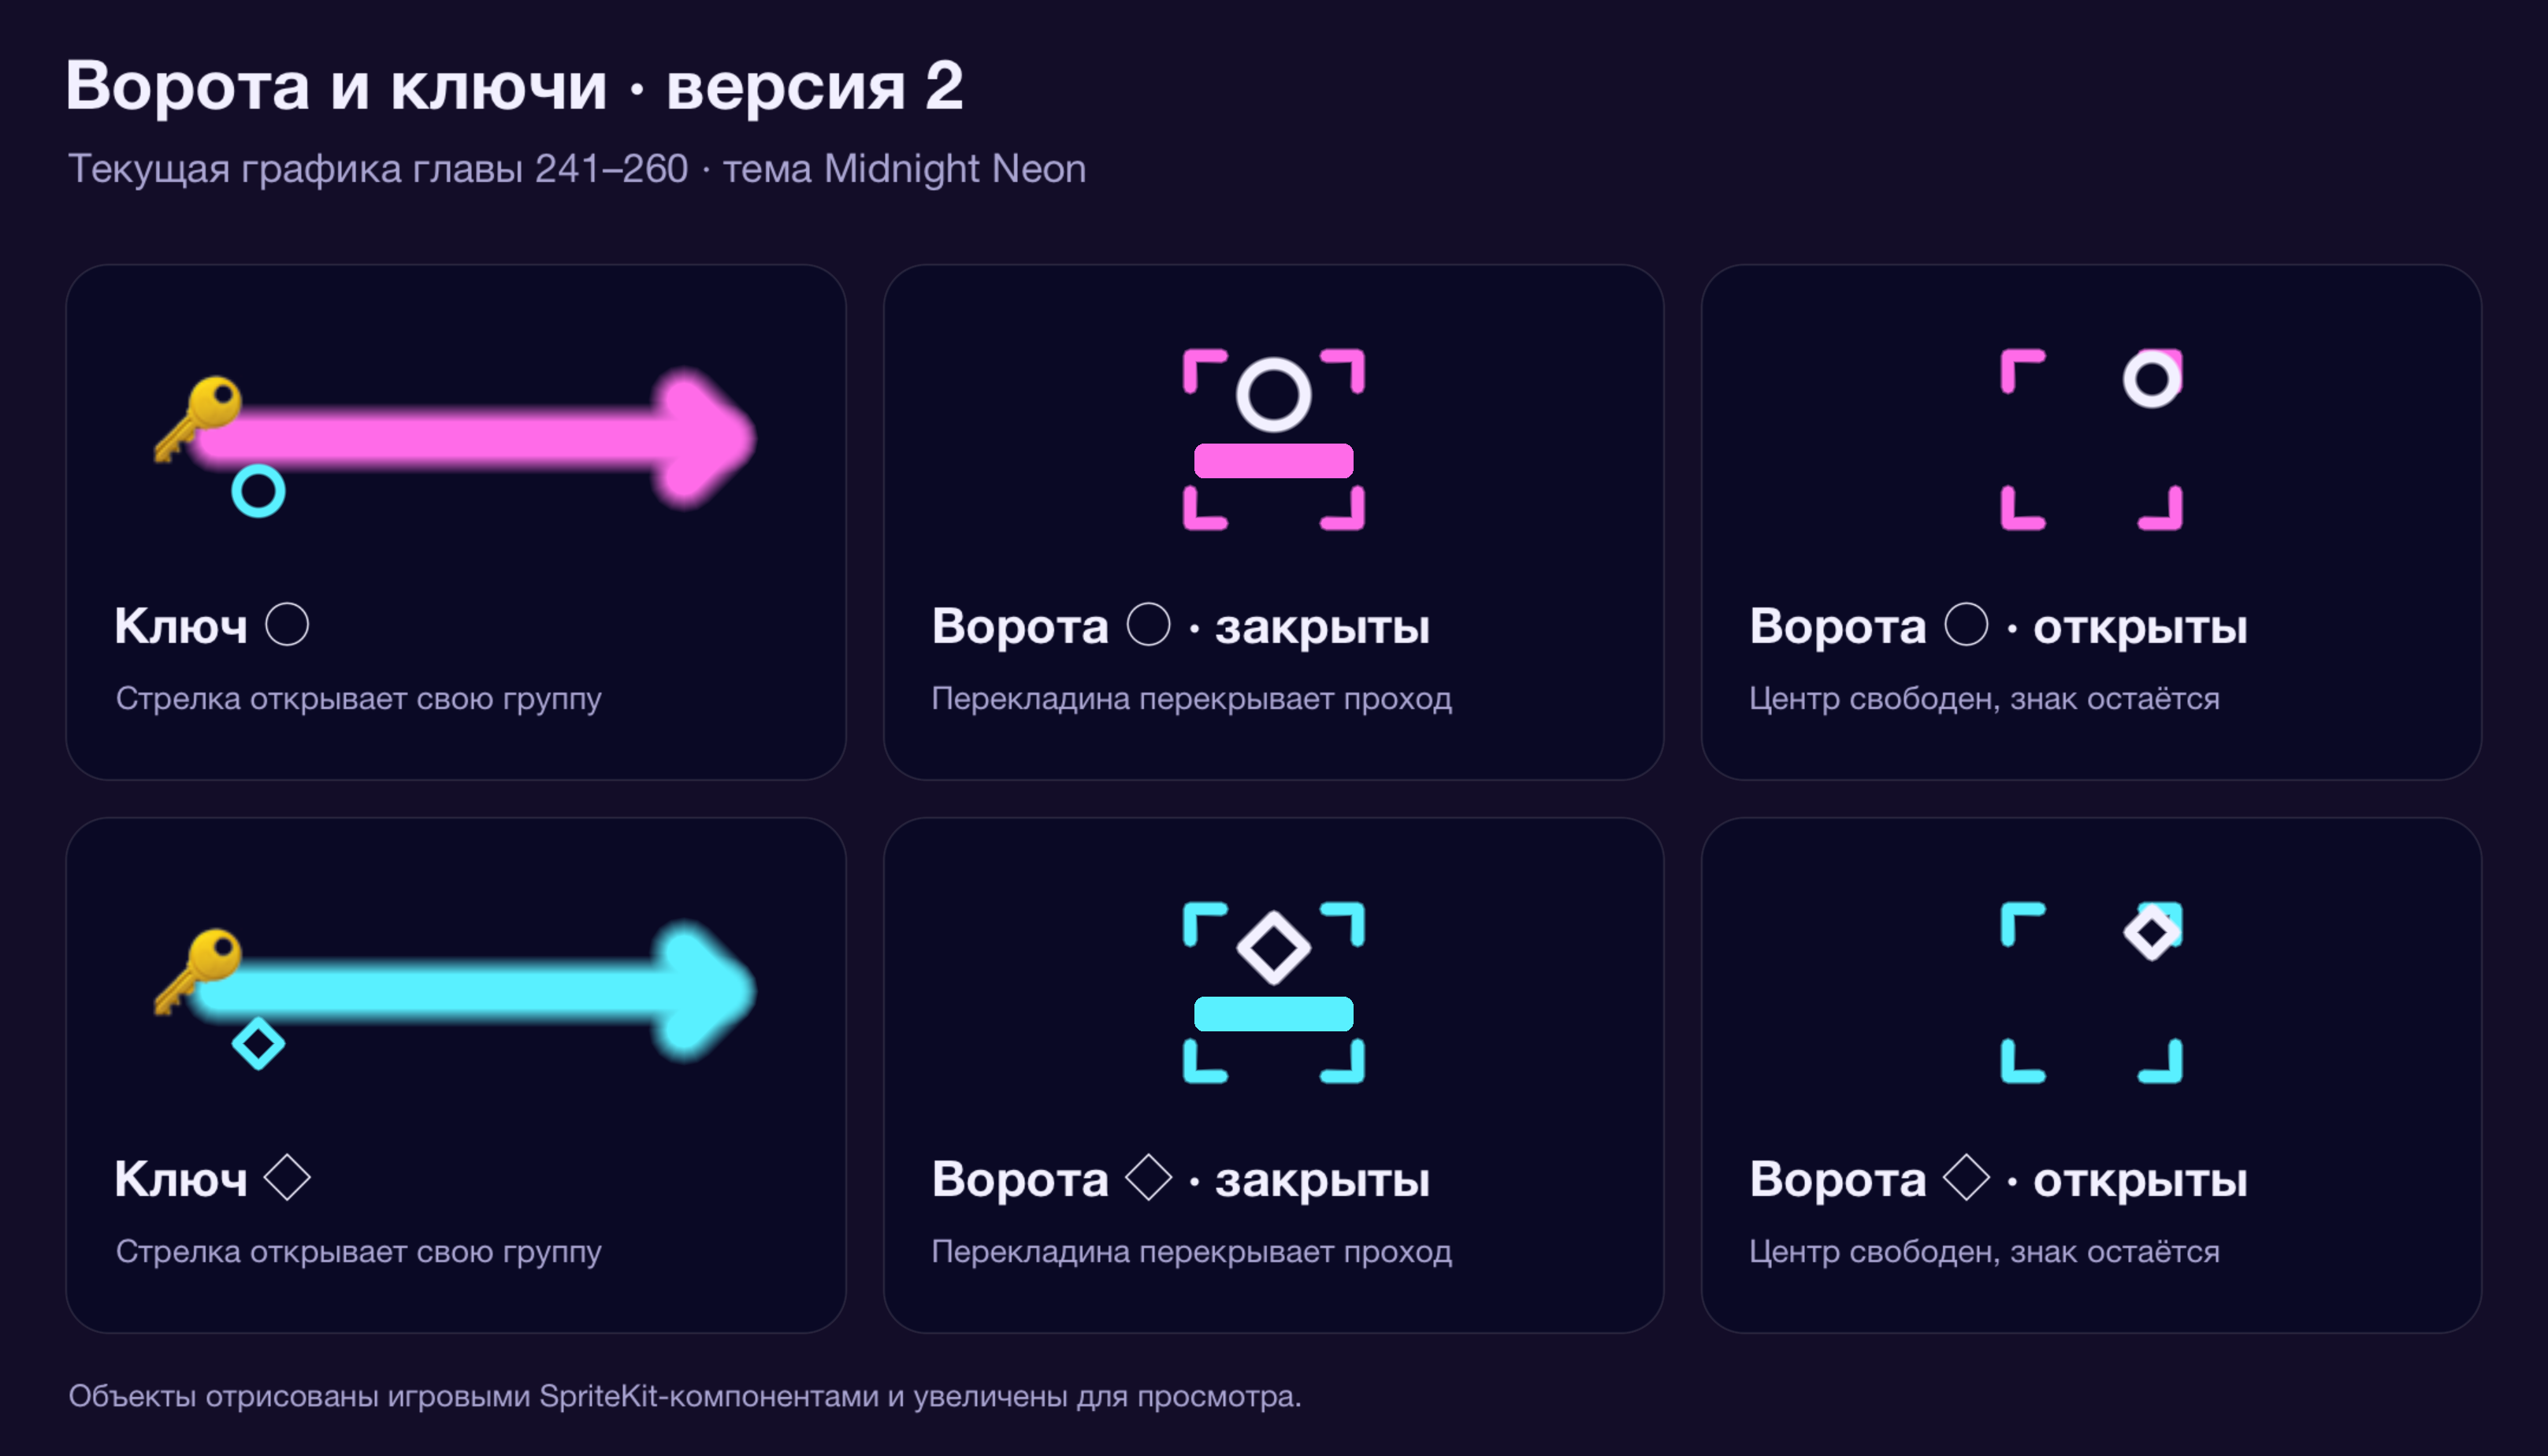 Ворота и ключи · версия 2
Текущая графика главы 241–260 · тема Midnight Neon
Ключ ○
Стрелка открывает свою группу
Ворота ○ · закрыты
Перекладина перекрывает проход
Ворота ○ · открыты
Центр свободен, знак остаётся
Ключ ◇
Стрелка открывает свою группу
Ворота ◇ · закрыты
Перекладина перекрывает проход
Ворота ◇ · открыты
Центр свободен, знак остаётся
Объекты отрисованы игровыми SpriteKit-компонентами и увеличены для просмотра.